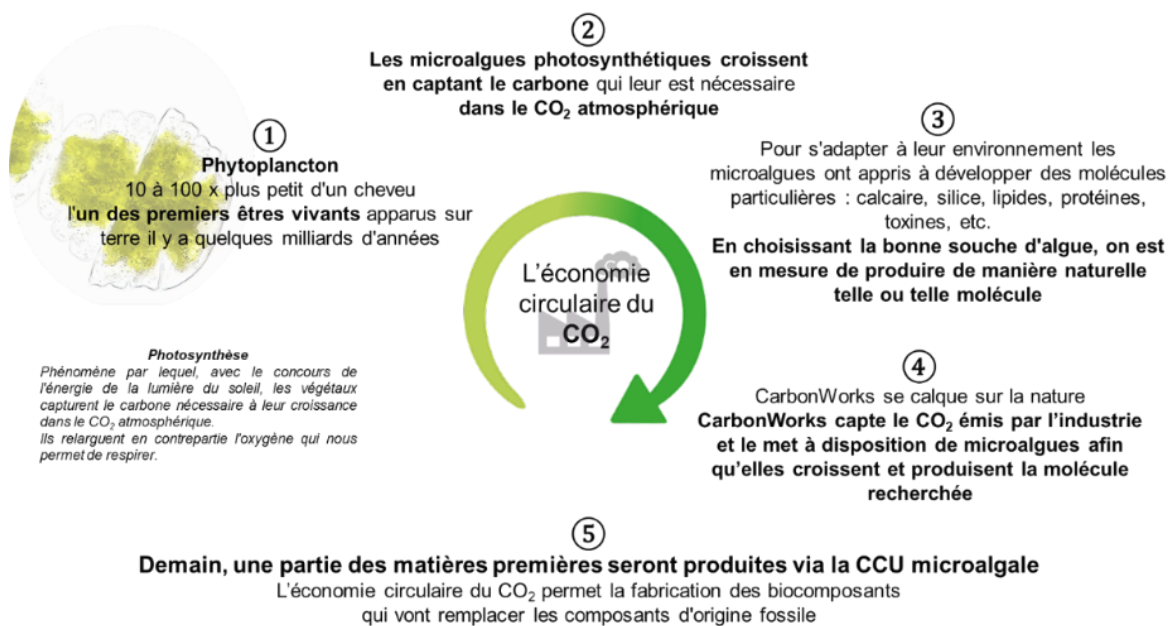 ①
Phytoplancton
10 à 100 x plus petit d'un cheveu
l'un des premiers êtres vivants apparus sur
terre il y a quelques milliards d'années
②
Les microalgues photosynthétiques croissent
en captant le carbone qui leur est nécessaire
dans le CO₂ atmosphérique
③
Pour s'adapter à leur environnement les
microalgues ont appris à développer des molécules
particulières : calcaire, silice, lipides, protéines,
toxines, etc.
En choisissant la bonne souche d'algue, on est
en mesure de produire de manière naturelle
telle ou telle molécule
L'économie
circulaire du
CO₂
Photosynthèse
Phénomène par lequel, avec le concours de
l'énergie de la lumière du soleil, les végétaux
capturent le carbone nécessaire à leur croissance
dans le CO₂ atmosphérique.
Ils relarguent en contrepartie l'oxygène qui nous
permet de respirer.
④
CarbonWorks se calque sur la nature
CarbonWorks capte le CO₂ émis par l'industrie
et le met à disposition de microalgues afin
qu'elles croissent et produisent la molécule
recherchée
⑤
Demain, une partie des matières premières seront produites via la CCU microalgale
L'économie circulaire du CO₂ permet la fabrication des biocomposants
qui vont remplacer les composants d'origine fossile